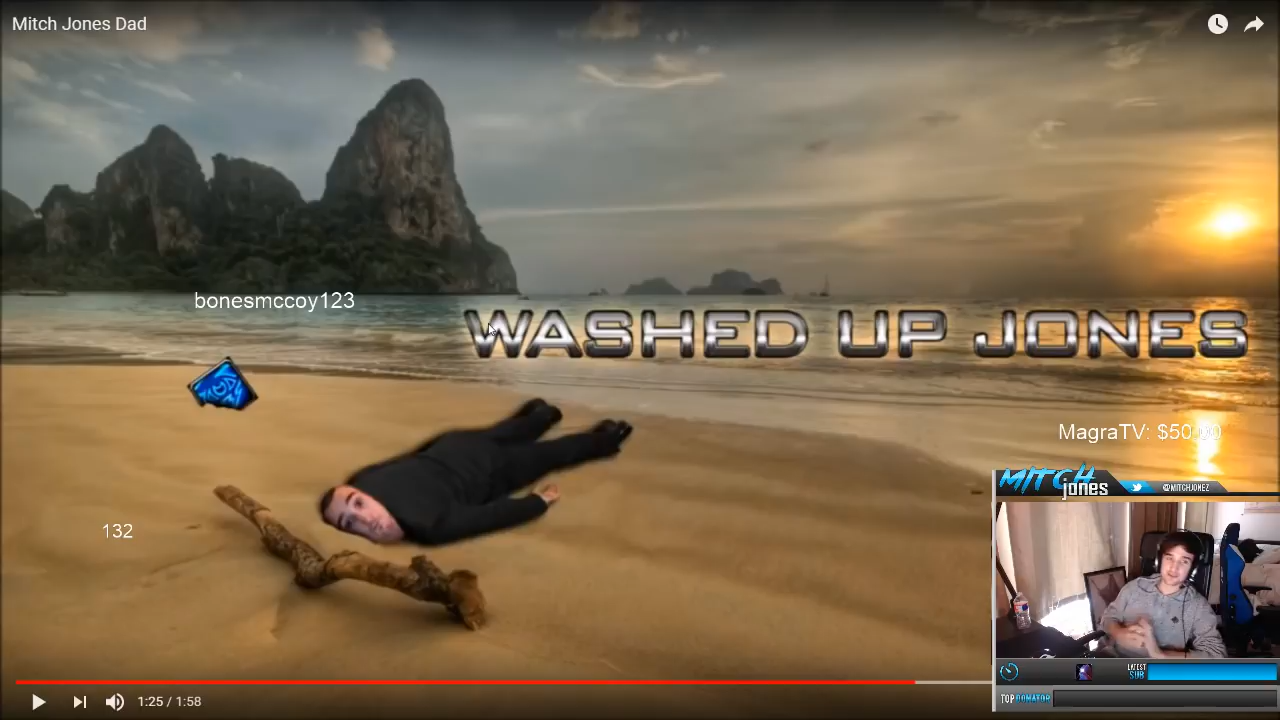 Mitch Jones Dad
bonesmccoy123
WASHED UP JONES
MagraTV: $50.00
MITCH
jones
@MITCHJONEZ
132
LATEST
SUB
TOP DONATOR
1:25 / 1:58